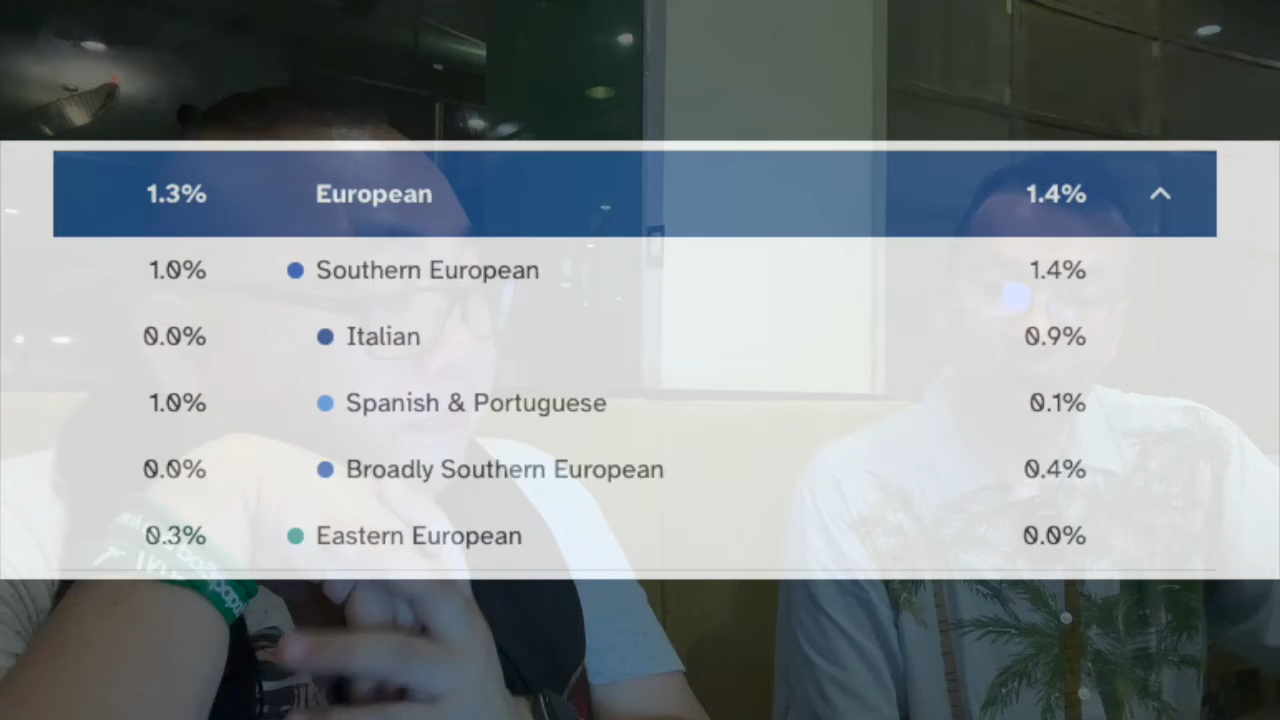 1.3% European 1.4%
1.0% Southern European 1.4%
0.0% Italian 0.9%
1.0% Spanish & Portuguese 0.1%
0.0% Broadly Southern European 0.4%
0.3% Eastern European 0.0%